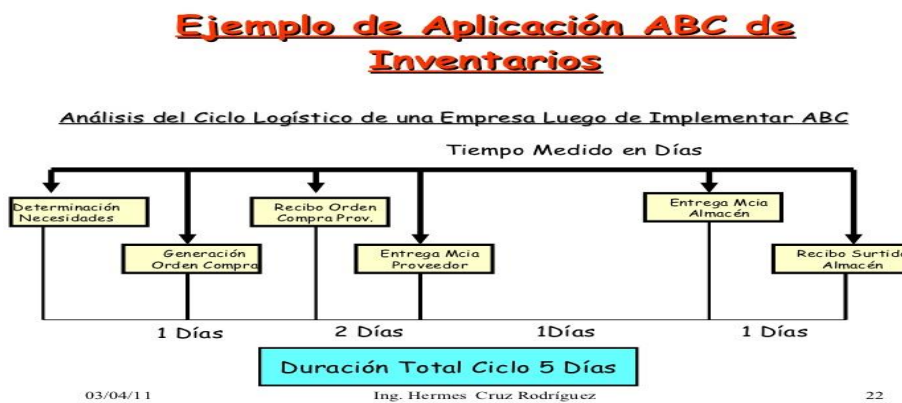 Ejemplo de Aplicación ABC de
Inventarios
Análisis del Ciclo Logístico de una Empresa Luego de Implementar ABC
Tiempo Medido en Días
Determinación
Necesidades
Generación
Orden Compra
Recibo Orden
Compra Prov.
Entrega Mcia
Proveedor
Entrega Mcia
Almacén
Recibo Surtido
Almacén
1 Días
2 Días
1Días
1 Días
Duración Total Ciclo 5 Días
03/04/11
Ing. Hermes Cruz Rodríguez
22